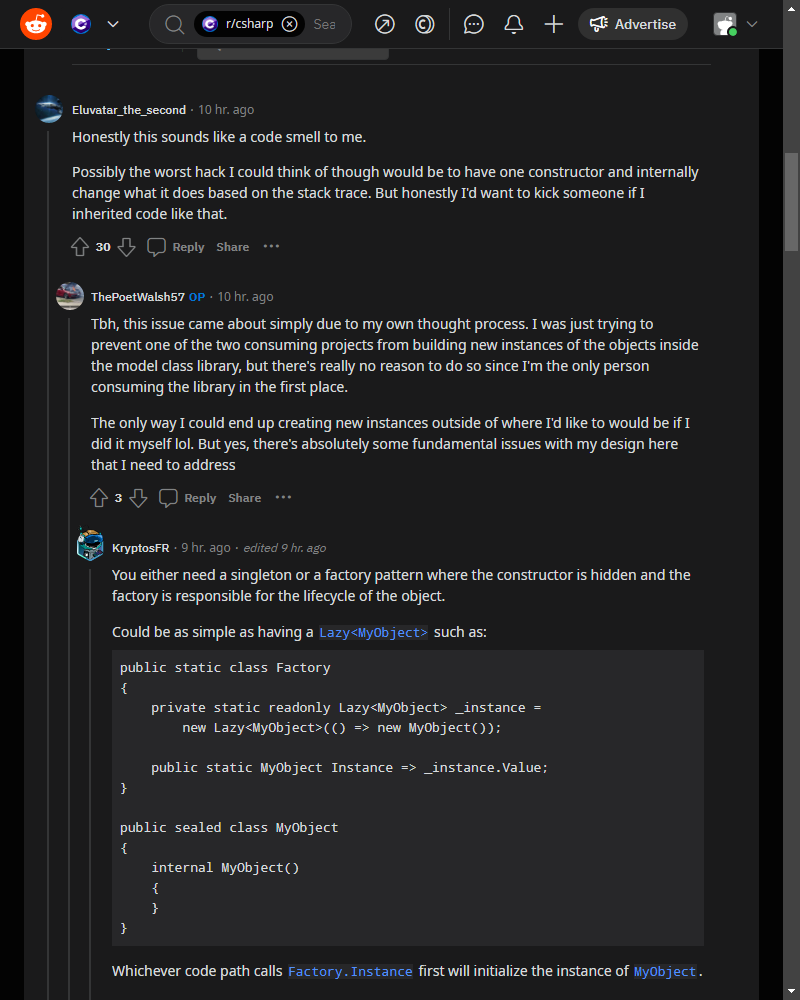 r/csharp
Sea
Advertise
Eluvatar_the_second · 10 hr. ago
Honestly this sounds like a code smell to me.
Possibly the worst hack I could think of though would be to have one constructor and internally
change what it does based on the stack trace. But honestly I'd want to kick someone if I
inherited code like that.
30 Reply Share ···
ThePoetWalsh57 OP · 10 hr. ago
Tbh, this issue came about simply due to my own thought process. I was just trying to
prevent one of the two consuming projects from building new instances of the objects inside
the model class library, but there's really no reason to do so since I'm the only person
consuming the library in the first place.
The only way I could end up creating new instances outside of where I'd like to would be if I
did it myself lol. But yes, there's absolutely some fundamental issues with my design here
that I need to address
3 Reply Share ···
KryptosFR · 9 hr. ago · edited 9 hr. ago
You either need a singleton or a factory pattern where the constructor is hidden and the
factory is responsible for the lifecycle of the object.
Could be as simple as having a Lazy<MyObject> such as:
public static class Factory
{
    private static readonly Lazy<MyObject> _instance =
        new Lazy<MyObject>(() => new MyObject());
    public static MyObject Instance => _instance.Value;
}
public sealed class MyObject
{
    internal MyObject()
    {
    }
}
Whichever code path calls Factory.Instance first will initialize the instance of MyObject.